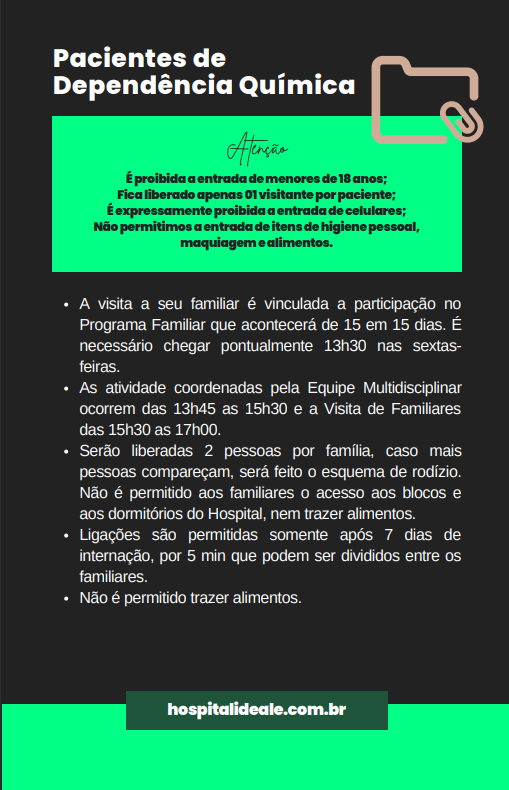 Pacientes de
Dependência Química
Atenção
É proibida a entrada de menores de 18 anos;
Fica liberado apenas 01 visitante por paciente;
É expressamente proibida a entrada de celulares;
Não permitimos a entrada de itens de higiene pessoal,
maquiagem e alimentos.
• A visita a seu familiar é vinculada a participação no
Programa Familiar que acontecerá de 15 em 15 dias. É
necessário chegar pontualmente 13h30 nas sextas-
feiras.
• As atividade coordenadas pela Equipe Multidisciplinar
ocorrem das 13h45 as 15h30 e a Visita de Familiares
das 15h30 as 17h00.
• Serão liberadas 2 pessoas por família, caso mais
pessoas compareçam, será feito o esquema de rodízio.
Não é permitido aos familiares o acesso aos blocos e
aos dormitórios do Hospital, nem trazer alimentos.
• Ligações são permitidas somente após 7 dias de
internação, por 5 min que podem ser divididos entre os
familiares.
• Não é permitido trazer alimentos.
hospitalideale.com.br